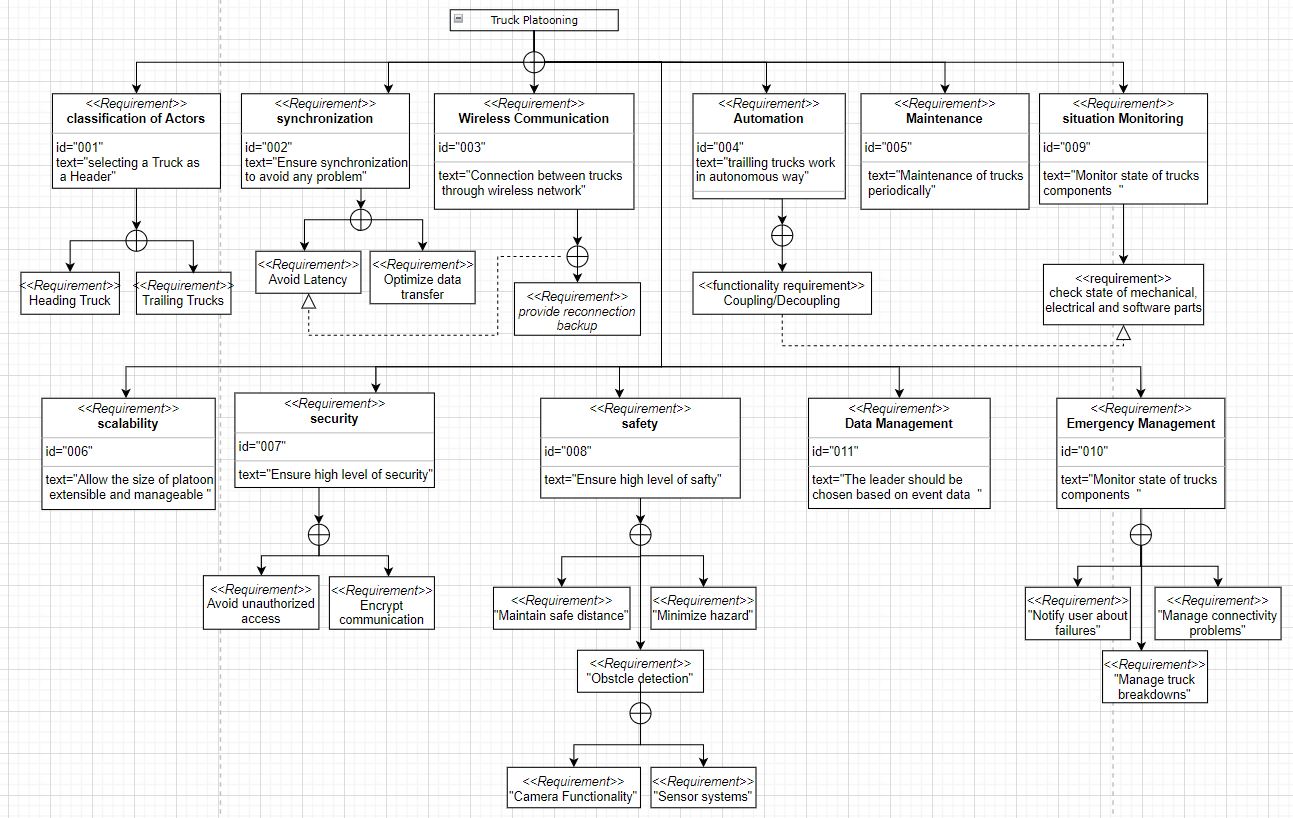 Truck Platooning
<<Requirement>>
classification of Actors
id="001"
text="selecting a Truck as
a Header"
<<Requirement>>
synchronization
id="002"
text="Ensure synchronization
to avoid any problem"
<<Requirement>>
Wireless Communication
id="003"
text="Connection between trucks
through wireless network"
<<Requirement>>
Automation
id="004"
text="trailling trucks work
in autonomous way"
<<Requirement>>
Maintenance
id="005"
text="Maintenance of trucks
periodically"
<<Requirement>>
situation Monitoring
id="009"
text="Monitor state of trucks
components "
<<Requirement>>
Heading Truck
<<Requirement>>
Trailing Trucks
<<Requirement>>
Avoid Latency
<<Requirement>>
Optimize data
transfer
<<Requirement>>
provide reconnection
backup
<<functionality requirement>>
Coupling/Decoupling
<<requirement>>
check state of mechanical,
electrical and software parts
<<Requirement>>
scalability
id="006"
text="Allow the size of platoon
extensible and manageable "
<<Requirement>>
security
id="007"
text="Ensure high level of security"
<<Requirement>>
safety
id="008"
text="Ensure high level of safty"
<<Requirement>>
Data Management
id="011"
text="The leader should be
chosen based on event data "
<<Requirement>>
Emergency Management
id="010"
text="Monitor state of trucks
components "
<<Requirement>>
Avoid unauthorized
access
<<Requirement>>
Encrypt
communication
<<Requirement>>
"Maintain safe distance"
<<Requirement>>
"Minimize hazard"
<<Requirement>>
"Obstcle detection"
<<Requirement>>
"Camera Functionality"
<<Requirement>>
"Sensor systems"
<<Requirement>>
"Notify user about
failures"
<<Requirement>>
"Manage connectivity
problems"
<<Requirement>>
"Manage truck
breakdowns"